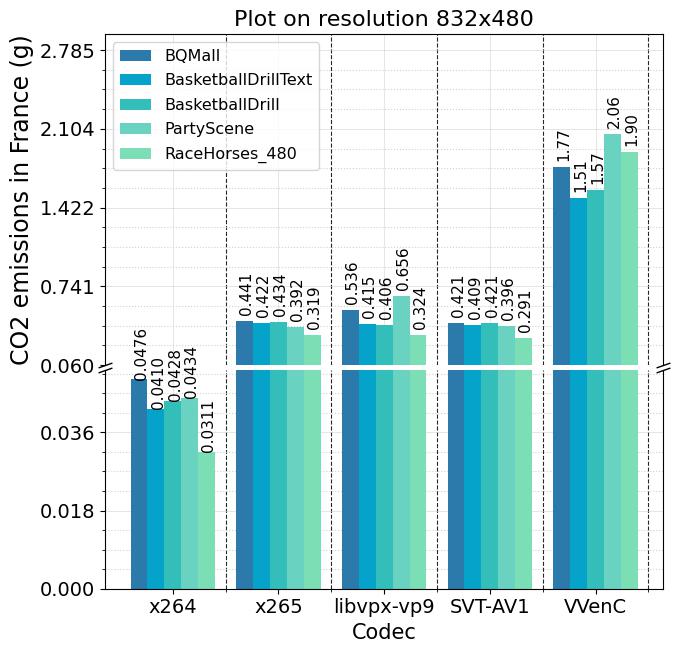 Plot on resolution 832x480
CO2 emissions in France (g)
2.785
2.104
1.422
0.741
0.060
0.036
0.018
0.000
BQMall
BasketballDrillText
BasketballDrill
PartyScene
RaceHorses_480
0.0476
0.0410
0.0428
0.0434
0.0311
0.441
0.422
0.434
0.392
0.319
0.536
0.415
0.406
0.656
0.324
0.421
0.409
0.421
0.396
0.291
1.77
1.51
1.57
2.06
1.90
x264
x265
libvpx-vp9
SVT-AV1
VVenC
Codec